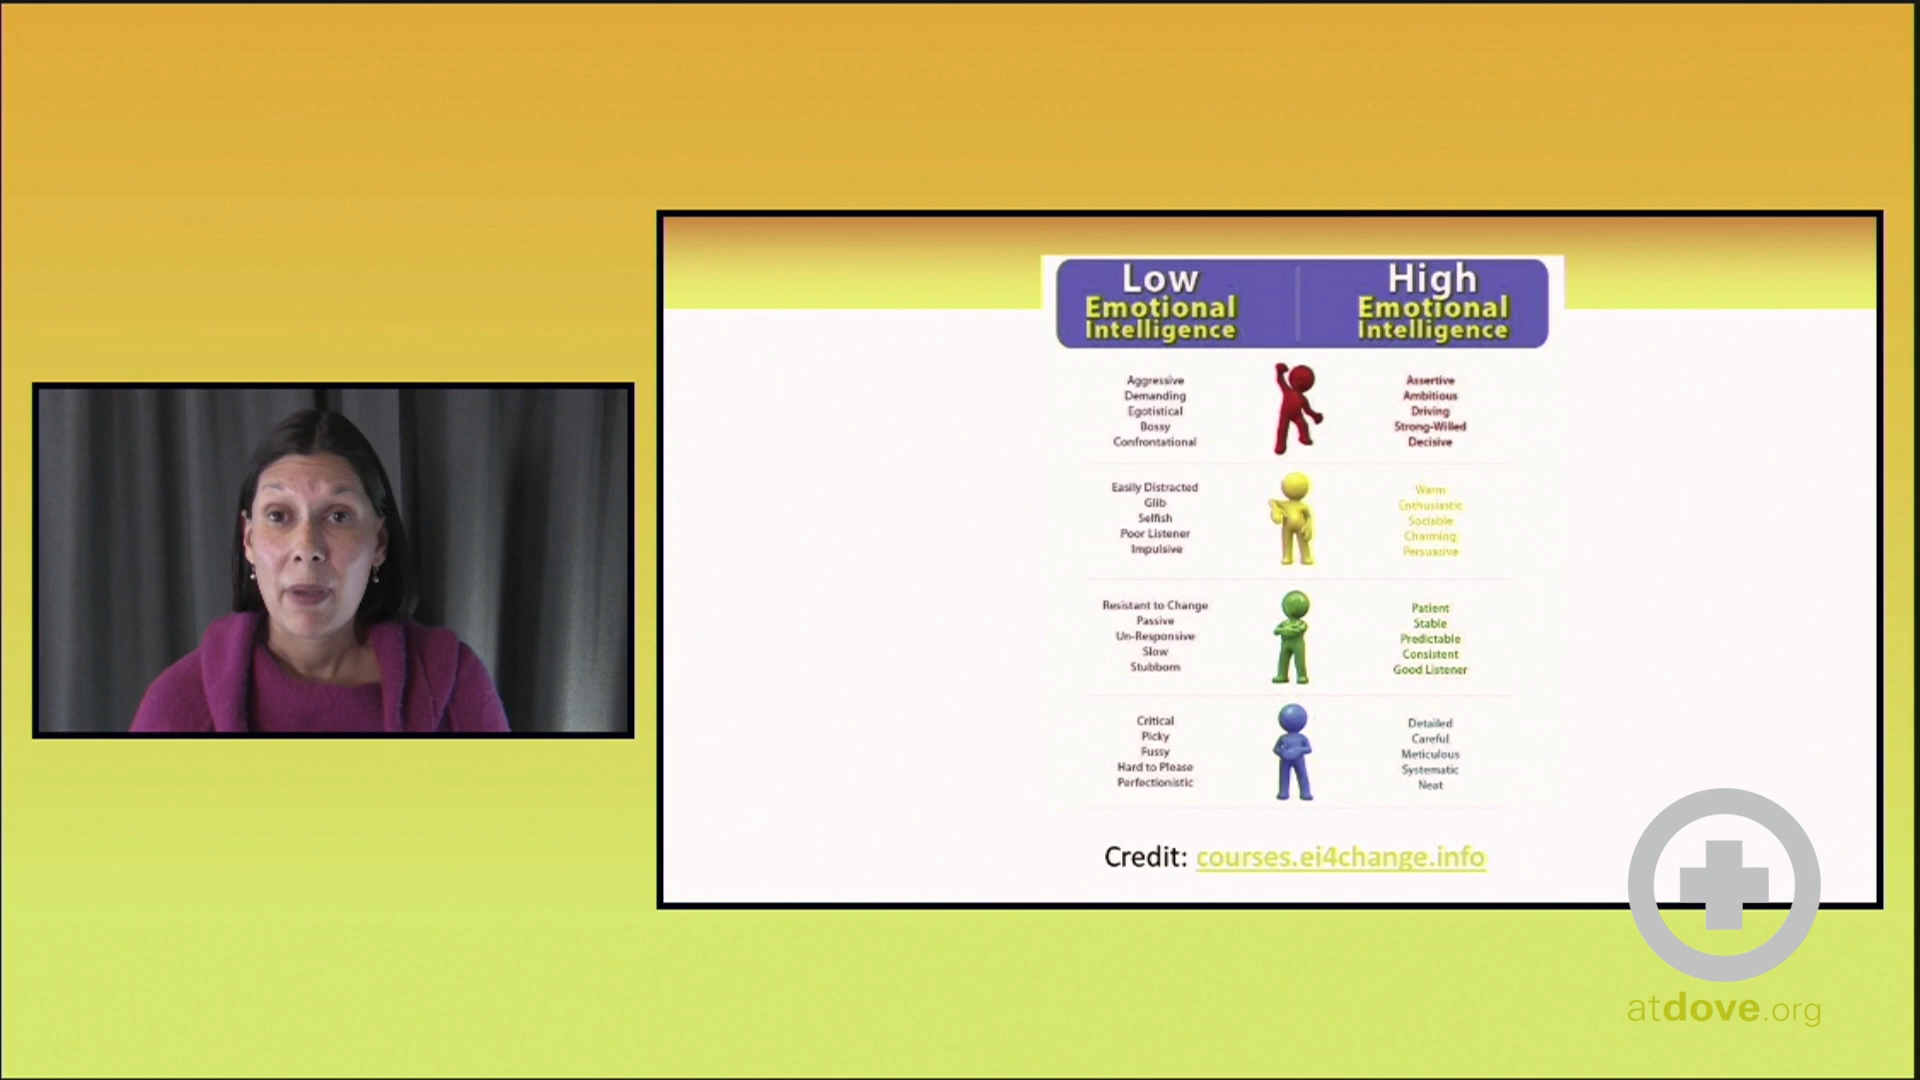 Low
Emotional
Intelligence
High
Emotional
Intelligence
Aggressive
Demanding
Egotistical
Bossy
Confrontational
Assertive
Ambitious
Driving
Strong-Willed
Decisive
Easily Distracted
Glib
Selfish
Poor Listener
Impulsive
Warm
Enthusiastic
Sociable
Charming
Persuasive
Resistant to Change
Passive
Un-Responsive
Slow
Stubborn
Patient
Stable
Predictable
Consistent
Good Listener
Critical
Picky
Fussy
Hard to Please
Perfectionistic
Detailed
Careful
Meticulous
Systematic
Neat
Credit: courses.ei4change.info
atdove.org